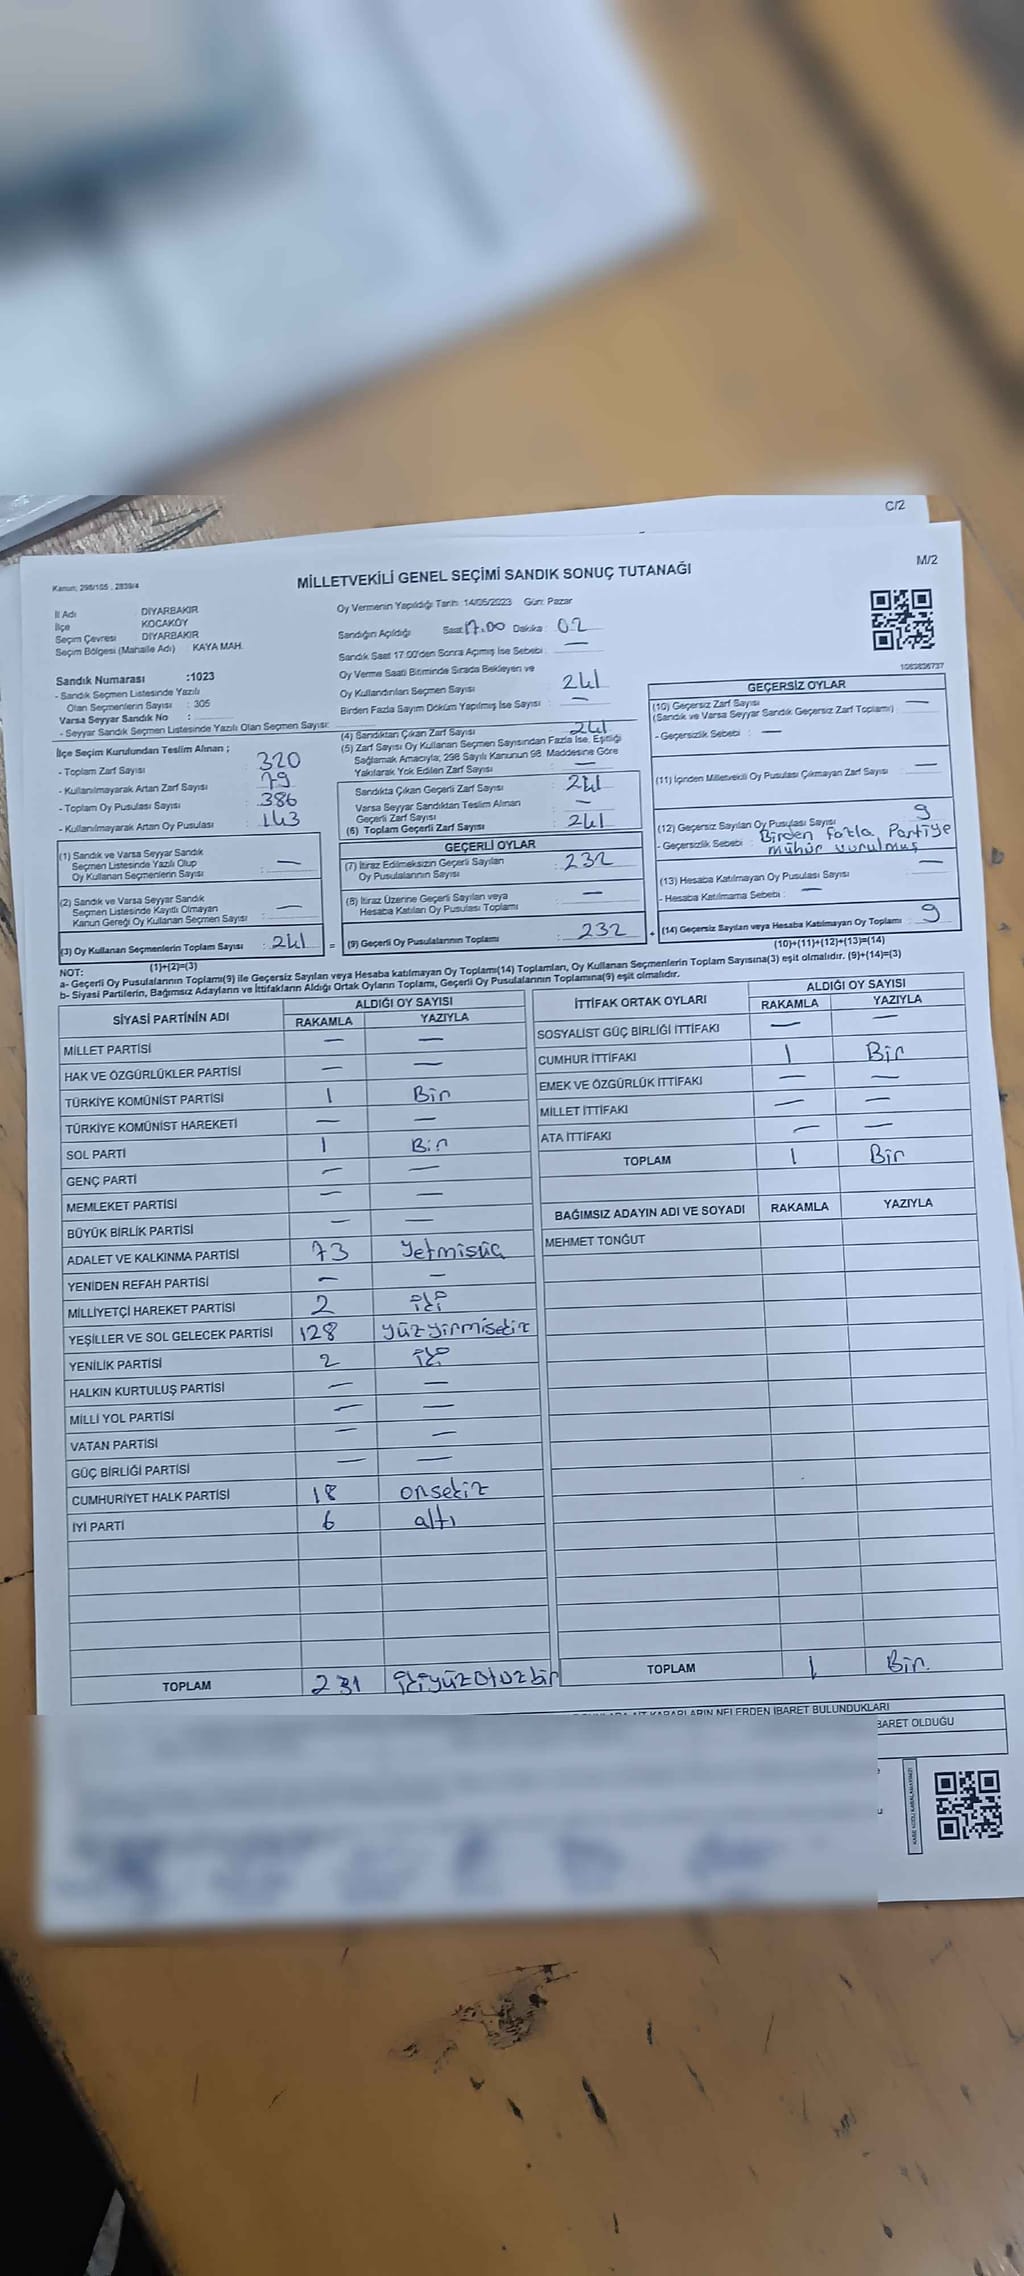 C/2
M/2
Kanun: 298/105 , 2839/4
MİLLETVEKİLİ GENEL SEÇİMİ SANDIK SONUÇ TUTANAĞI
İl Adı DİYARBAKIR
İlçe KOCAKÖY
Seçim Çevresi DİYARBAKIR
Seçim Bölgesi (Mahalle Adı) KAYA MAH.
Oy Vermenin Yapıldığı Tarih: 14/05/2023 Gün: Pazar
Sandığın Açıldığı Saat 17.00 Dakika : 02
Sandık Saat 17:00'den Sonra Açımış İse Sebebi : —
Oy Verme Saati Bitiminde Sırada Bekleyen ve
Oy Kullandırılan Seçmen Sayısı 241
Birden Fazla Sayım Döküm Yapılmış İse Sayısı : —
Sandık Numarası :1023
- Sandık Seçmen Listesinde Yazılı
Olan Seçmenlerin Sayısı : 305
Varsa Seyyar Sandık No :
- Seyyar Sandık Seçmen Listesinde Yazılı Olan Seçmen Sayısı:
İlçe Seçim Kurulundan Teslim Alınan ;
- Toplam Zarf Sayısı : 320
- Kullanılmayarak Artan Zarf Sayısı : 79
- Toplam Oy Pusulası Sayısı : 386
- Kullanılmayarak Artan Oy Pusulası : 143
(4) Sandıktan Çıkan Zarf Sayısı 241
(5) Zarf Sayısı Oy Kullanan Seçmen Sayısından Fazla İse, Eşitliği
Sağlamak Amacıyla; 298 Sayılı Kanunun 98. Maddesine Göre
Yakılarak Yok Edilen Zarf Sayısı : —
Sandıkta Çıkan Geçerli Zarf Sayısı : 241
Varsa Seyyar Sandıktan Teslim Alınan
Geçerli Zarf Sayısı : —
(6) Toplam Geçerli Zarf Sayısı : 241
GEÇERLİ OYLAR
(7) İtiraz Edilmeksizin Geçerli Sayılan
Oy Pusulalarının Sayısı : 232
(8) İtiraz Üzerine Geçerli Sayılan veya
Hesaba Katılan Oy Pusulası Toplamı : —
(9) Geçerli Oy Pusulalarının Toplamı : 232
(1) Sandık ve Varsa Seyyar Sandık
Seçmen Listesinde Yazılı Olup
Oy Kullanan Seçmenlerin Sayısı : —
(2) Sandık ve Varsa Seyyar Sandık
Seçmen Listesinde Kayıtlı Olmayan
Kanun Gereği Oy Kullanan Seçmen Sayısı : —
(3) Oy Kullanan Seçmenlerin Toplam Sayısı : 241 =
(1)+(2)=(3)
1083836737
GEÇERSİZ OYLAR
(10) Geçersiz Zarf Sayısı —
(Sandık ve Varsa Seyyar Sandık Geçersiz Zarf Toplamı) :
- Geçersizlik Sebebi : —
(11) İçinden Milletvekili Oy Pusulası Çıkmayan Zarf Sayısı : —
(12) Geçersiz Sayılan Oy Pusulası Sayısı : 9
- Geçersizlik Sebebi : Birden fazla Partiye
mühür vurulmuş
(13) Hesaba Katılmayan Oy Pusulası Sayısı : —
- Hesaba Katılmama Sebebi : —
+ (14) Geçersiz Sayılan veya Hesaba Katılmayan Oy Toplamı : 9
(10)+(11)+(12)+(13)=(14)
NOT:
a- Geçerli Oy Pusulalarının Toplamı(9) ile Geçersiz Sayılan veya Hesaba katılmayan Oy Toplamı(14) Toplamları, Oy Kullanan Seçmenlerin Toplam Sayısına(3) eşit olmalıdır. (9)+(14)=(3)
b- Siyasi Partilerin, Bağımsız Adayların ve İttifakların Aldığı Ortak Oyların Toplamı, Geçerli Oy Pusulalarının Toplamına(9) eşit olmalıdır.
SİYASİ PARTİNİN ADI ALDIĞI OY SAYISI
RAKAMLA YAZIYLA
MİLLET PARTİSİ — —
HAK VE ÖZGÜRLÜKLER PARTİSİ — —
TÜRKİYE KOMÜNİST PARTİSİ 1 Bir
TÜRKİYE KOMÜNİST HAREKETİ — —
SOL PARTİ 1 Bir
GENÇ PARTİ — —
MEMLEKET PARTİSİ — —
BÜYÜK BİRLİK PARTİSİ — —
ADALET VE KALKINMA PARTİSİ 73 Yetmişüç
YENİDEN REFAH PARTİSİ — —
MİLLİYETÇİ HAREKET PARTİSİ 2 iki
YEŞİLLER VE SOL GELECEK PARTİSİ 128 yüzyirmisekiz
YENİLİK PARTİSİ 2 iki
HALKIN KURTULUŞ PARTİSİ — —
MİLLİ YOL PARTİSİ — —
VATAN PARTİSİ — —
GÜÇ BİRLİĞİ PARTİSİ — —
CUMHURİYET HALK PARTİSİ 18 onsekiz
İYİ PARTİ 6 altı
TOPLAM 231 ikiyüzotuzbir
İTTİFAK ORTAK OYLARI ALDIĞI OY SAYISI
RAKAMLA YAZIYLA
SOSYALİST GÜÇ BİRLİĞİ İTTİFAKI — —
CUMHUR İTTİFAKI 1 Bir
EMEK VE ÖZGÜRLÜK İTTİFAKI — —
MİLLET İTTİFAKI — —
ATA İTTİFAKI — —
TOPLAM 1 Bir
BAĞIMSIZ ADAYIN ADI VE SOYADI RAKAMLA YAZIYLA
MEHMET TONĞUT
TOPLAM 1 Bir.
KARARLARIN NELERDEN İBARET BULUNDUKLARI
BARET OLDUĞU